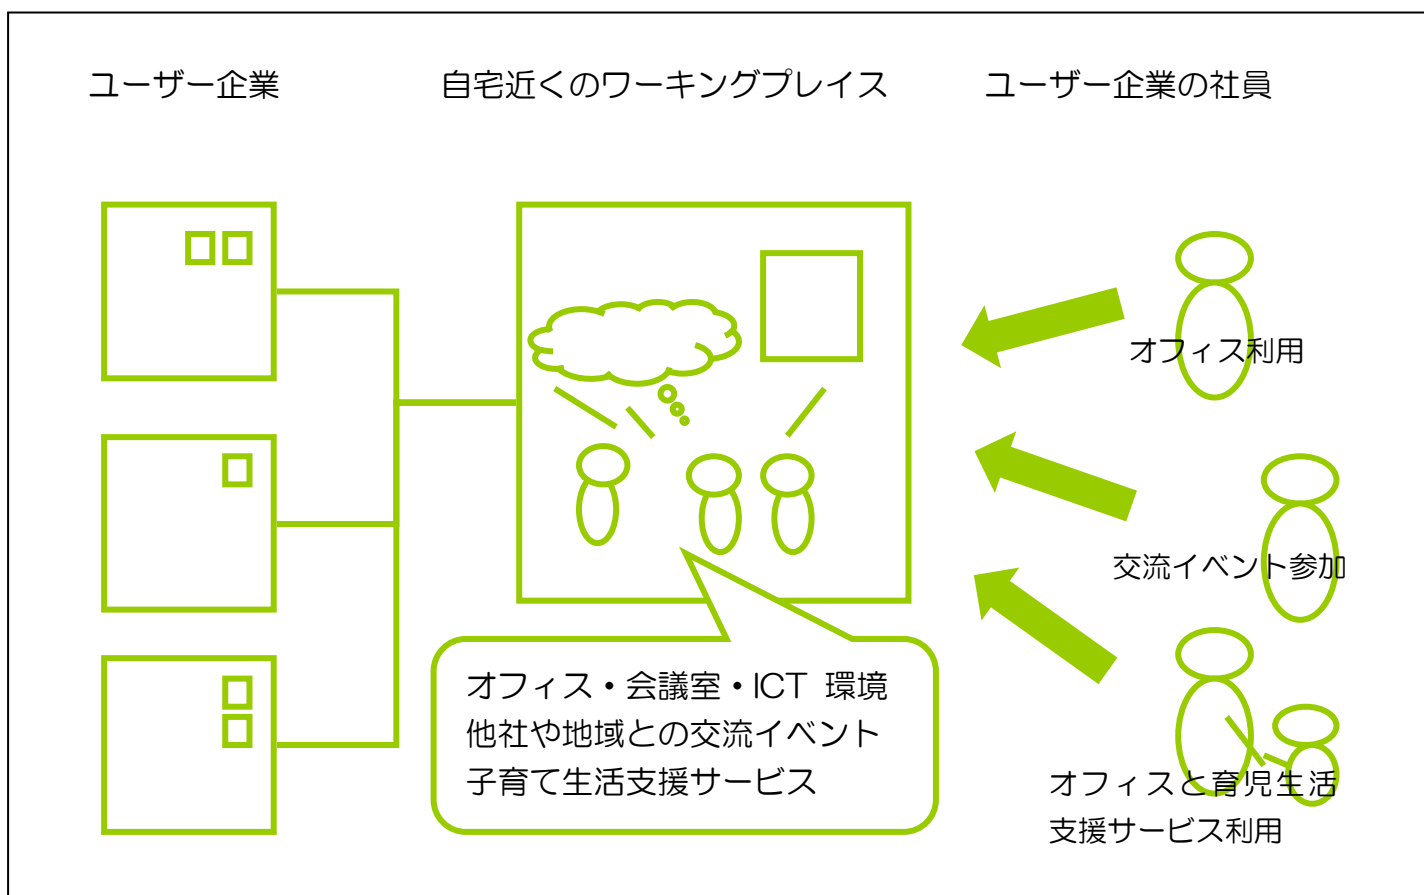 ユーザー企業
自宅近くのワーキングプレイス
ユーザー企業の社員
オフィス利用
交流イベント参加
オフィス・会議室・ICT 環境
他社や地域との交流イベント
子育て生活支援サービス
オフィスと育児生活
支援サービス利用